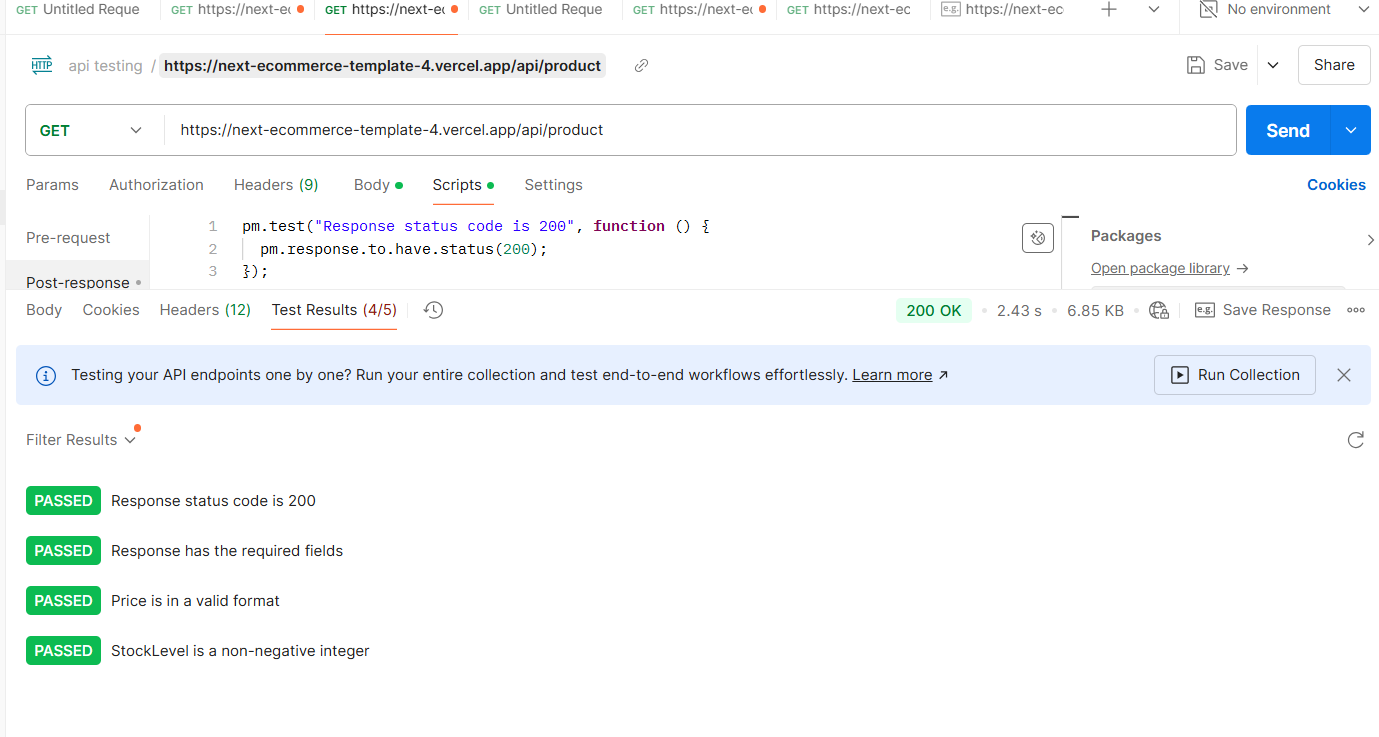 GET Untitled Reque GET https://next-ec GET https://next-ec GET Untitled Reque GET https://next-ec GET https://next-ec e.g. https://next-ec No environment
HTTP api testing / https://next-ecommerce-template-4.vercel.app/api/product Save Share
GET https://next-ecommerce-template-4.vercel.app/api/product Send
Params Authorization Headers (9) Body Scripts Settings Cookies
1 pm.test("Response status code is 200", function () {
Pre-request Packages
2 pm.response.to.have.status(200);
3 });
Open package library →
Post-response
Body Cookies Headers (12) Test Results (4/5) 200 OK 2.43 s 6.85 KB e.g. Save Response
Testing your API endpoints one by one? Run your entire collection and test end-to-end workflows effortlessly. Learn more ↗ Run Collection
Filter Results
PASSED Response status code is 200
PASSED Response has the required fields
PASSED Price is in a valid format
PASSED StockLevel is a non-negative integer